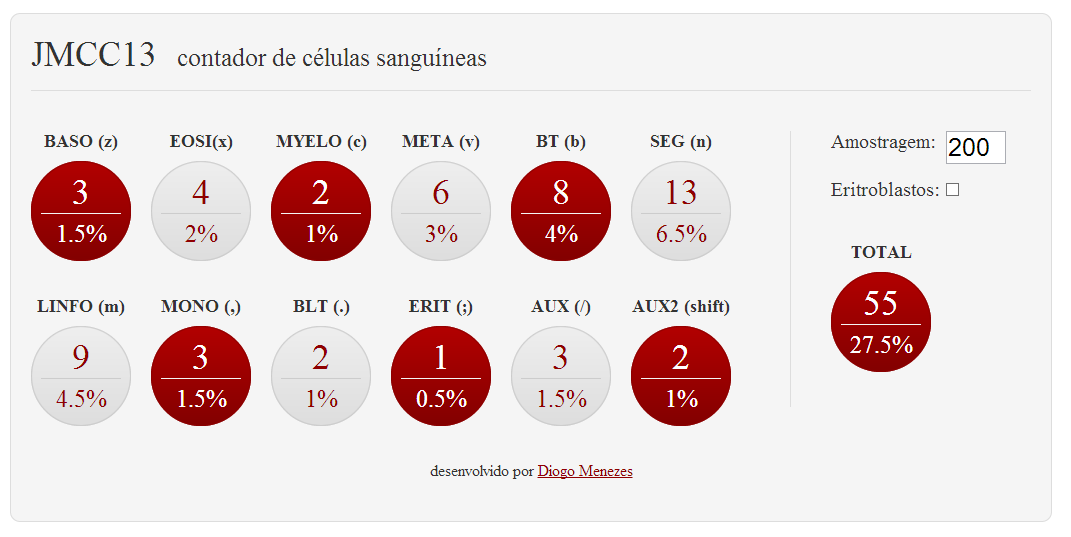 JMCC13 contador de células sanguíneas
BASO (z) EOSI(x) MYELO (c) META (v) BT (b) SEG (n)
3 4 2 6 8 13
1.5% 2% 1% 3% 4% 6.5%
LINFO (m) MONO (,) BLT (.) ERIT (;) AUX (/) AUX2 (shift)
9 3 2 1 3 2
4.5% 1.5% 1% 0.5% 1.5% 1%
Amostragem: 200
Eritroblastos:
TOTAL
55
27.5%
desenvolvido por Diogo Menezes